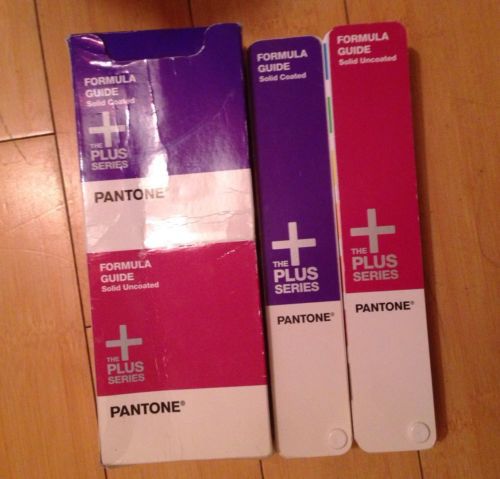 FORMULA
GUIDE
Solid Coated
THE
PLUS
SERIES
PANTONE®
FORMULA
GUIDE
Solid Uncoated
THE
PLUS
SERIES
PANTONE®
FORMULA
GUIDE
Solid Coated
THE
PLUS
SERIES
PANTONE®
FORMULA
GUIDE
Solid Uncoated
THE
PLUS
SERIES
PANTONE®